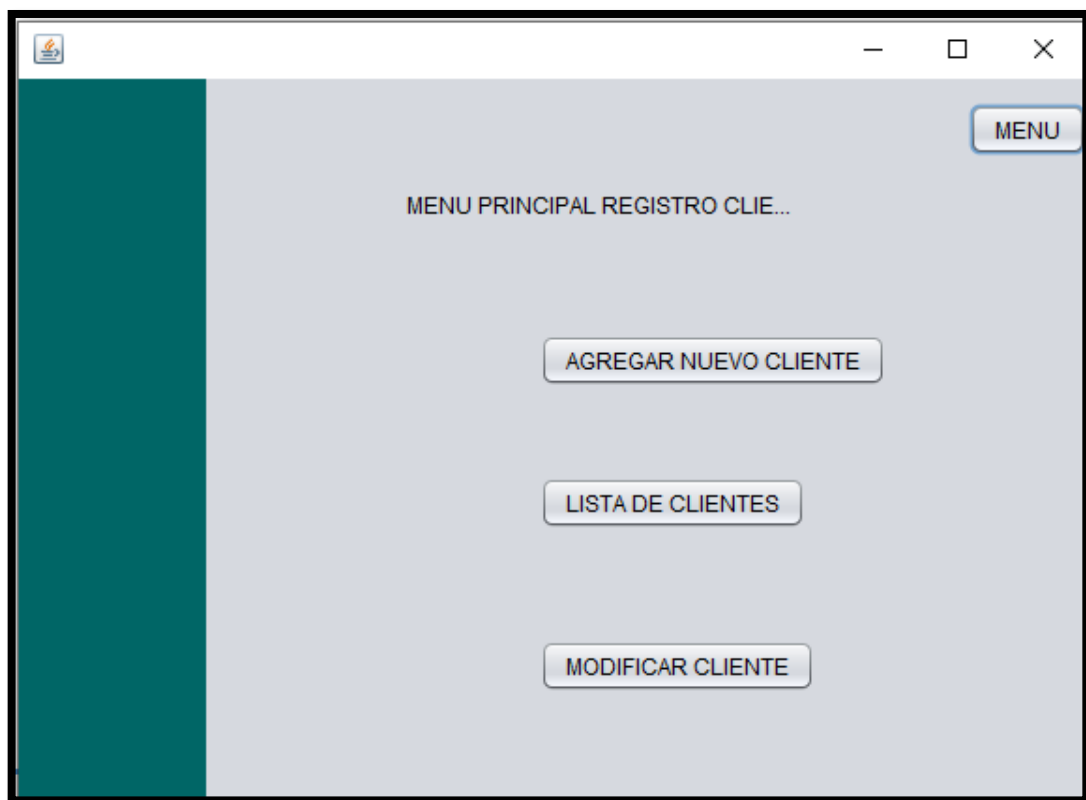 MENU
MENU PRINCIPAL REGISTRO CLIE...
AGREGAR NUEVO CLIENTE
LISTA DE CLIENTES
MODIFICAR CLIENTE